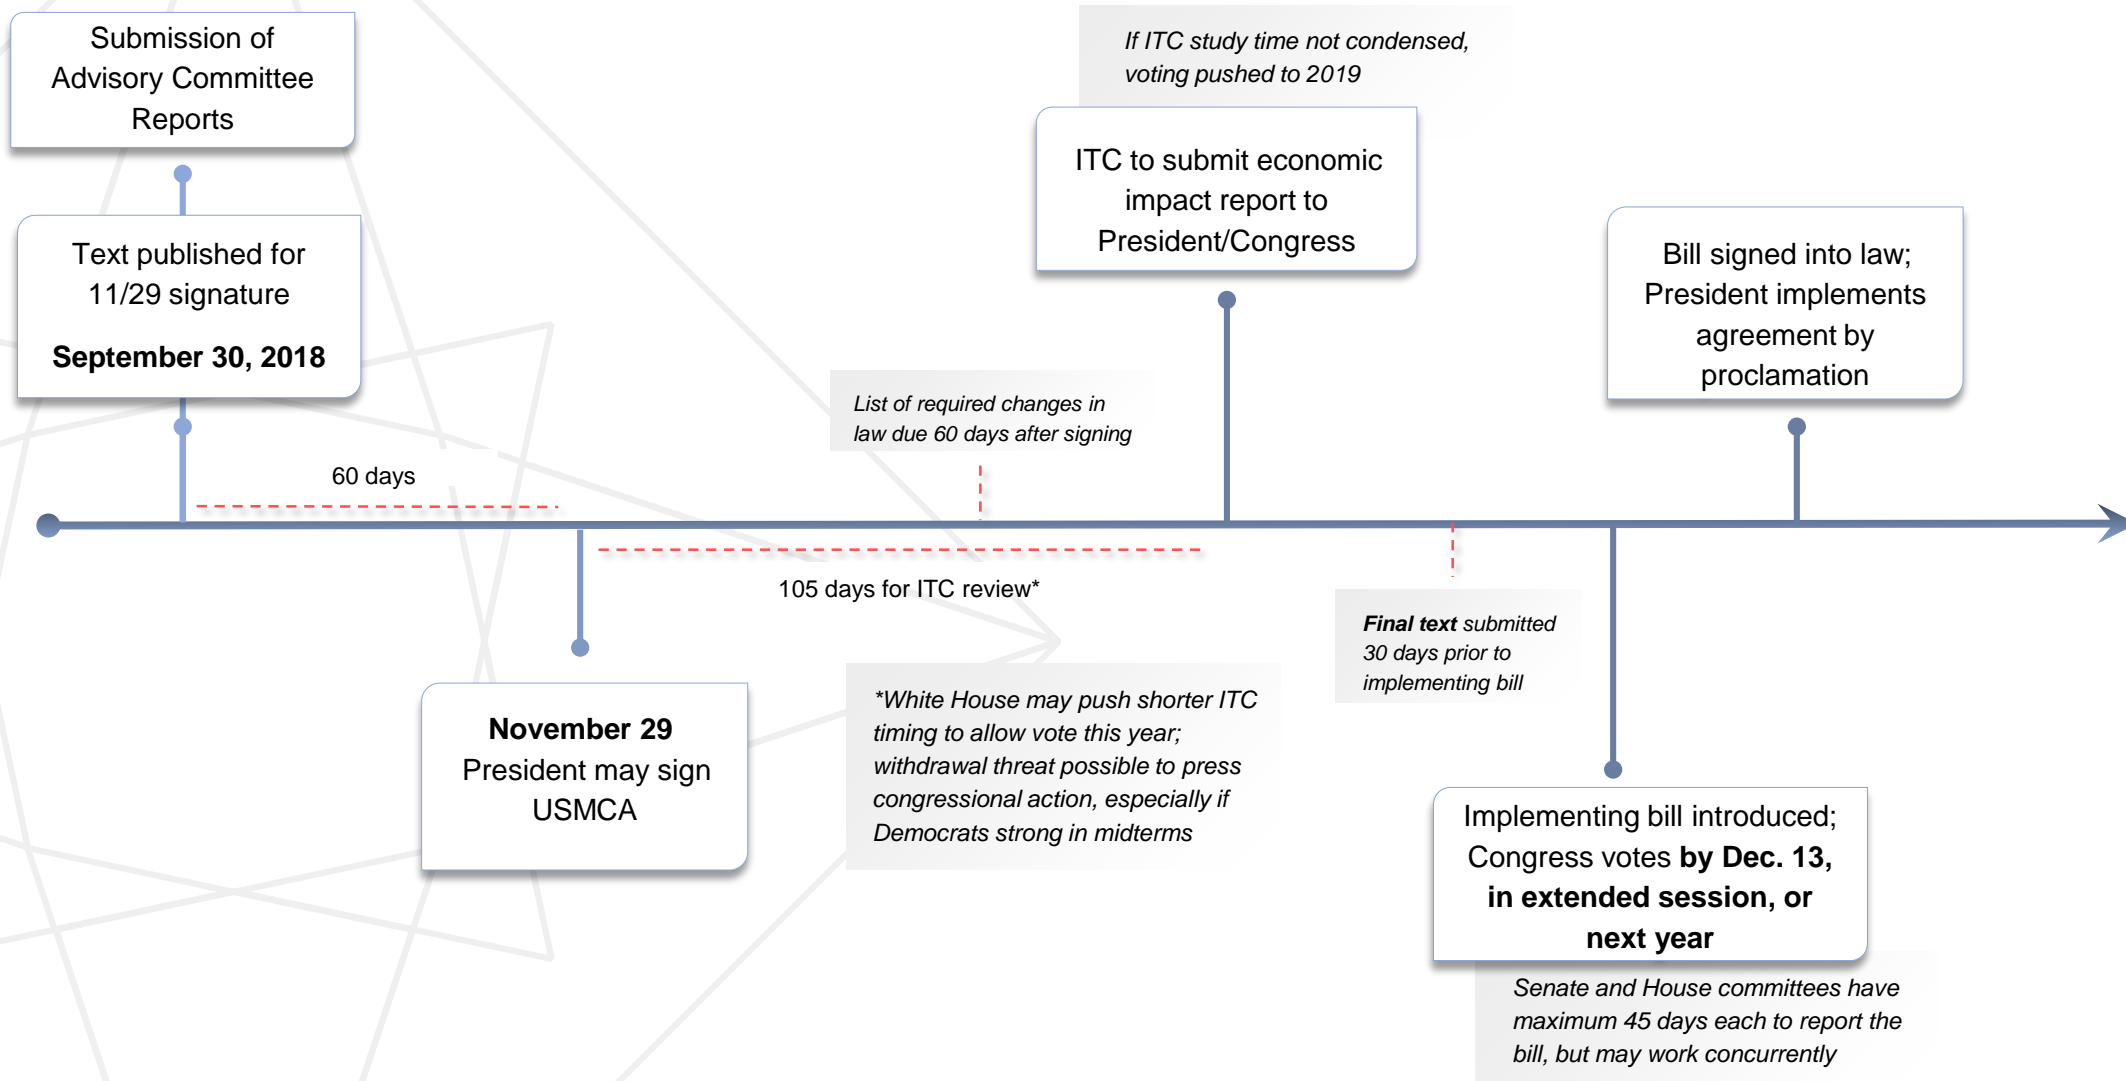 Submission of
Advisory Committee
Reports
Text published for
11/29 signature
September 30, 2018
60 days
November 29
President may sign
USMCA
105 days for ITC review*
*White House may push shorter ITC
timing to allow vote this year;
withdrawal threat possible to press
congressional action, especially if
Democrats strong in midterms
List of required changes in
law due 60 days after signing
If ITC study time not condensed,
voting pushed to 2019
ITC to submit economic
impact report to
President/Congress
Final text submitted
30 days prior to
implementing bill
Implementing bill introduced;
Congress votes by Dec. 13,
in extended session, or
next year
Senate and House committees have
maximum 45 days each to report the
bill, but may work concurrently
Bill signed into law;
President implements
agreement by
proclamation